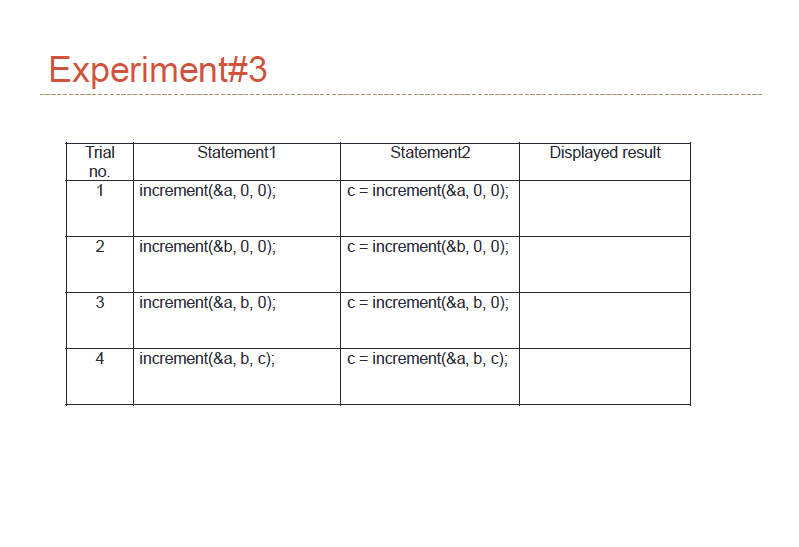 Experiment#3
Trial no. Statement1 Statement2 Displayed result
1 increment(&a, 0, 0); c = increment(&a, 0, 0);
2 increment(&b, 0, 0); c = increment(&b, 0, 0);
3 increment(&a, b, 0); c = increment(&a, b, 0);
4 increment(&a, b, c); c = increment(&a, b, c);